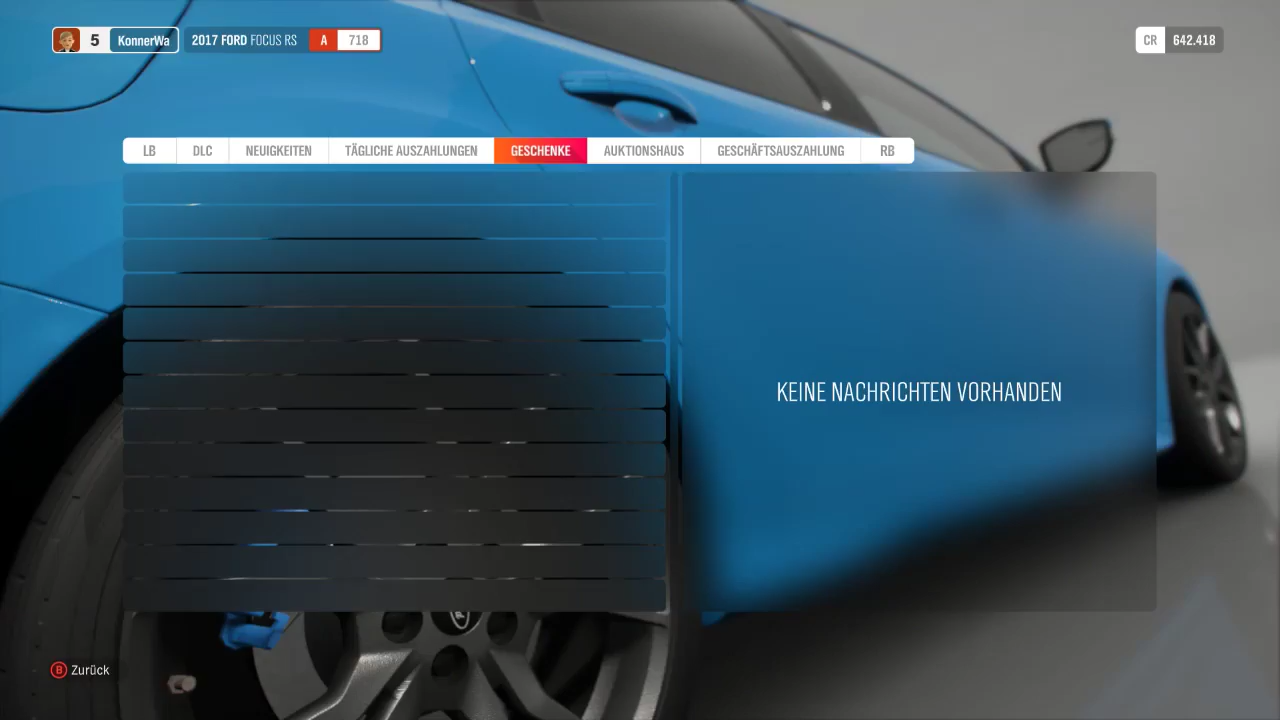 5 KonnerWa 2017 FORD FOCUS RS A 718 CR 642.418
LB DLC NEUIGKEITEN TÄGLICHE AUSZAHLUNGEN GESCHENKE AUKTIONSHAUS GESCHÄFTSAUSZAHLUNG RB
KEINE NACHRICHTEN VORHANDEN
B Zurück